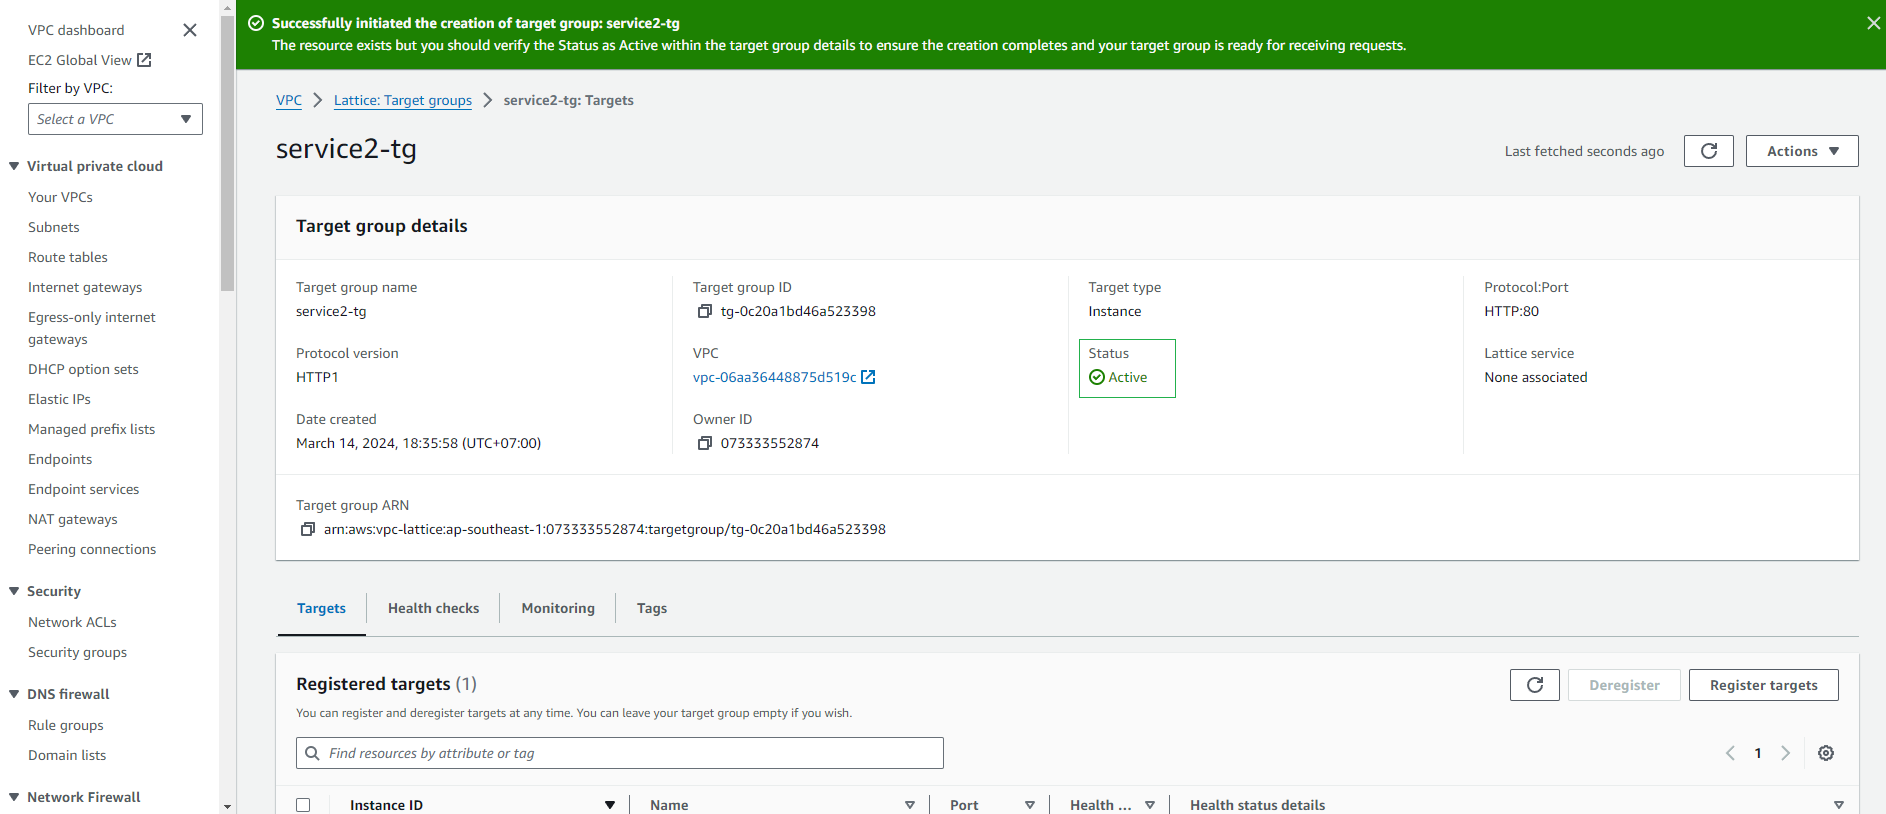 VPC dashboard
EC2 Global View
Filter by VPC:
Select a VPC
Virtual private cloud
Your VPCs
Subnets
Route tables
Internet gateways
Egress-only internet
gateways
DHCP option sets
Elastic IPs
Managed prefix lists
Endpoints
Endpoint services
NAT gateways
Peering connections
Security
Network ACLs
Security groups
DNS firewall
Rule groups
Domain lists
Network Firewall
Successfully initiated the creation of target group: service2-tg
The resource exists but you should verify the Status as Active within the target group details to ensure the creation completes and your target group is ready for receiving requests.
VPC > Lattice: Target groups > service2-tg: Targets
service2-tg
Last fetched seconds ago
Actions
Target group details
Target group name
service2-tg
Target group ID
tg-0c20a1bd46a523398
Target type
Instance
Protocol:Port
HTTP:80
Protocol version
HTTP1
VPC
vpc-06aa36448875d519c
Status
Active
Lattice service
None associated
Date created
March 14, 2024, 18:35:58 (UTC+07:00)
Owner ID
073333552874
Target group ARN
arn:aws:vpc-lattice:ap-southeast-1:073333552874:targetgroup/tg-0c20a1bd46a523398
Targets Health checks Monitoring Tags
Registered targets (1)
Deregister
Register targets
You can register and deregister targets at any time. You can leave your target group empty if you wish.
Find resources by attribute or tag
1
Instance ID Name Port Health ... Health status details